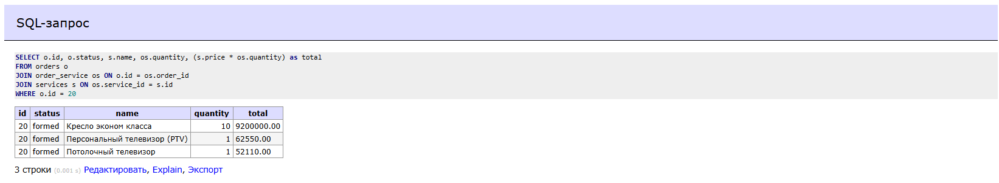 SQL-запрос
SELECT o.id, o.status, s.name, os.quantity, (s.price * os.quantity) as total
FROM orders o
JOIN order_service os ON o.id = os.order_id
JOIN services s ON os.service_id = s.id
WHERE o.id = 20
id status name quantity total
20 formed Кресло эконом класса 10 9200000.00
20 formed Персональный телевизор (PTV) 1 62550.00
20 formed Потолочный телевизор 1 52110.00
3 строки (0.001 s) Редактировать, Explain, Экспорт